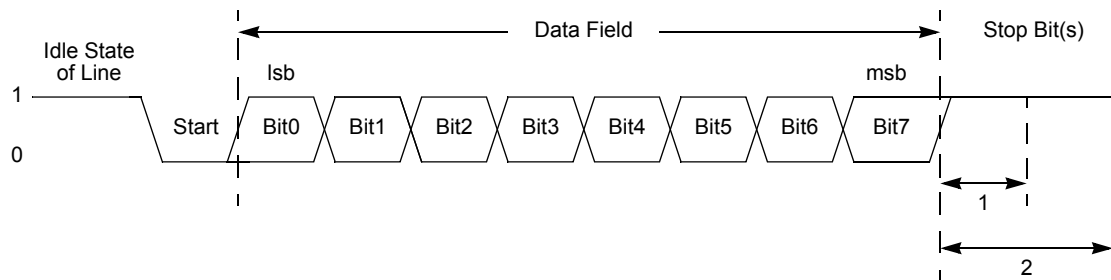 Data Field
Stop Bit(s)
Idle State
of Line
lsb
msb
1
Start
Bit0
Bit1
Bit2
Bit3
Bit4
Bit5
Bit6
Bit7
0
1
2